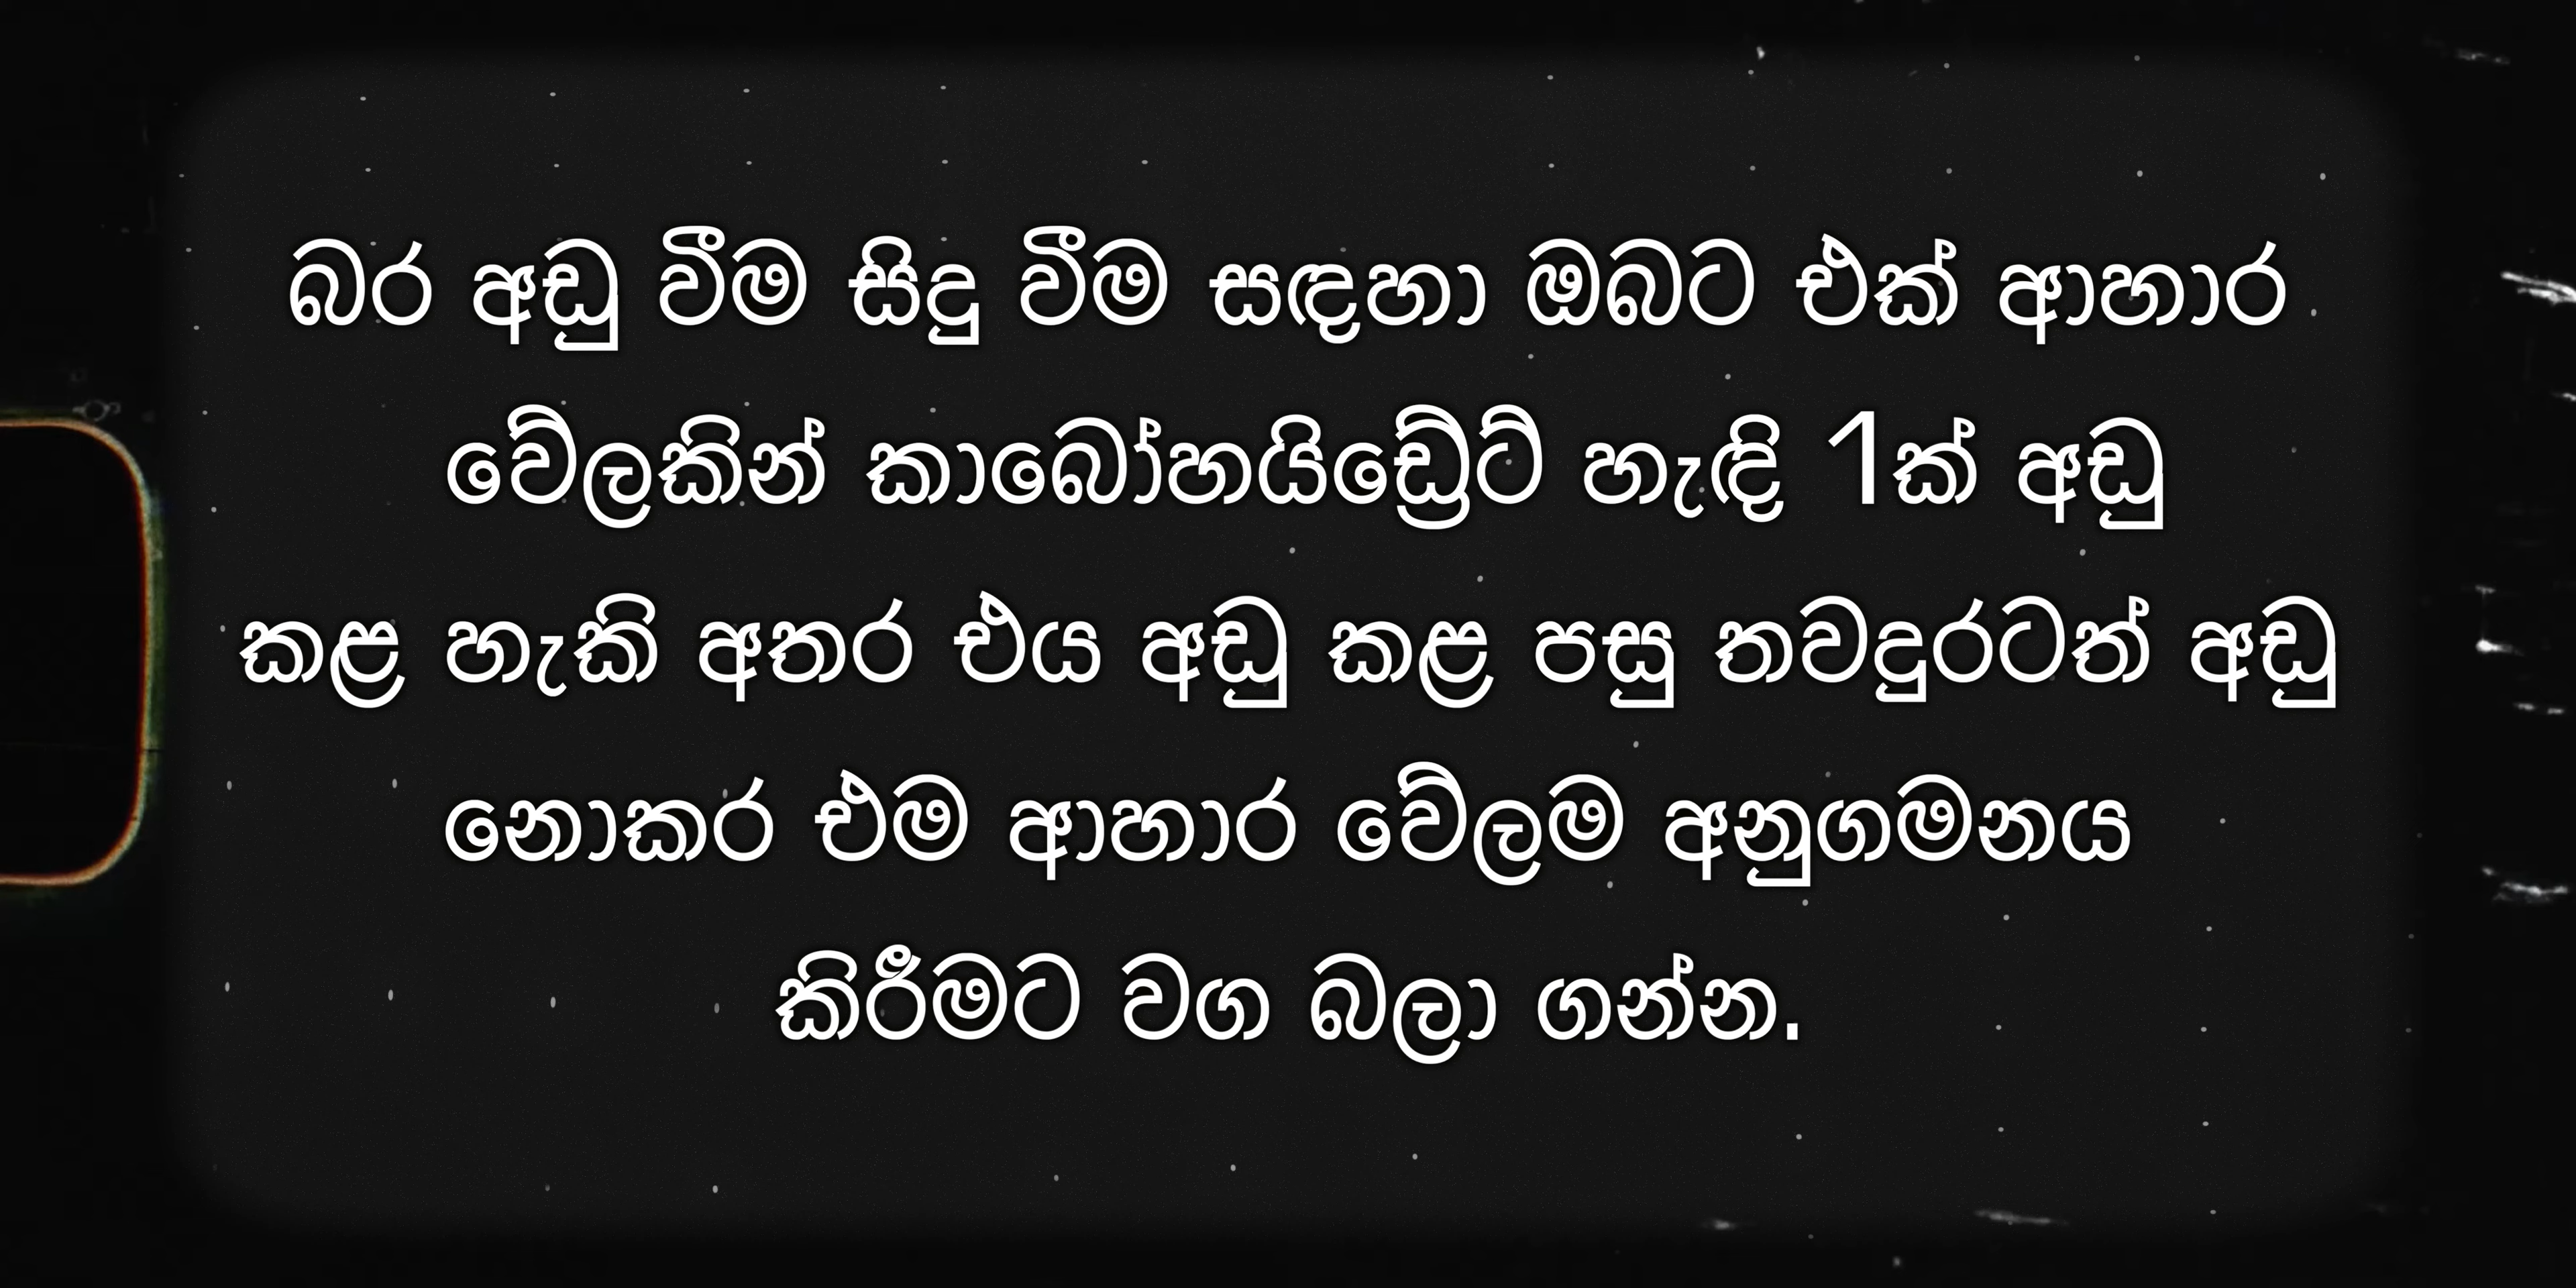 බර අඩු වීම සිදු වීම සඳහා ඔබට එක් ආහාර
වේලකින් කාබෝහයිඩ්‍රේට් හැඳි 1ක් අඩු
කළ හැකි අතර එය අඩු කළ පසු තවදුරටත් අඩු
නොකර එම ආහාර වේලම අනුගමනය
කිරීමට වග බලා ගන්න.